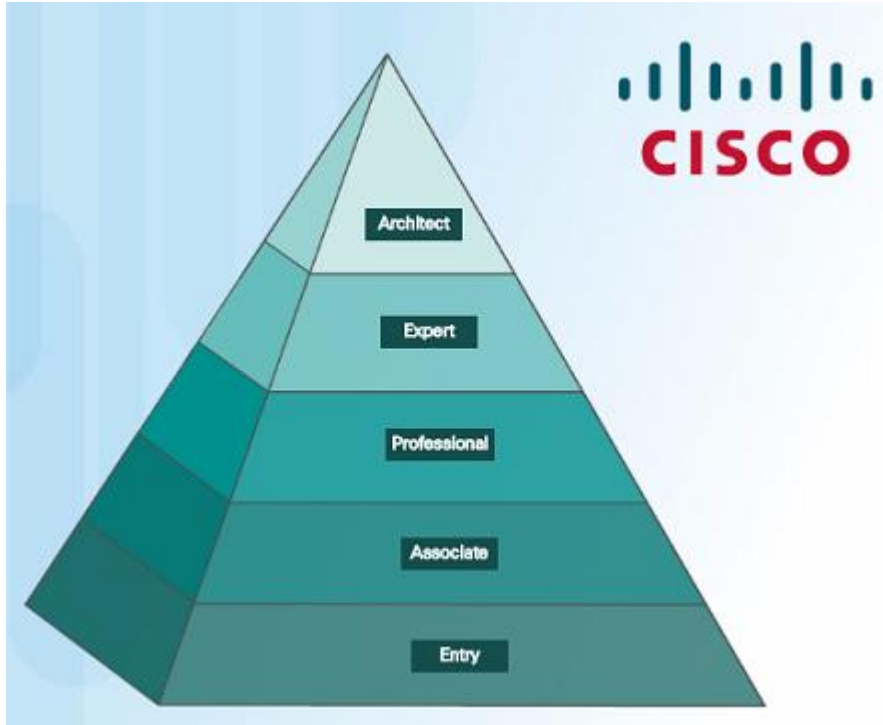 CISCO
Architect
Expert
Professional
Associate
Entry